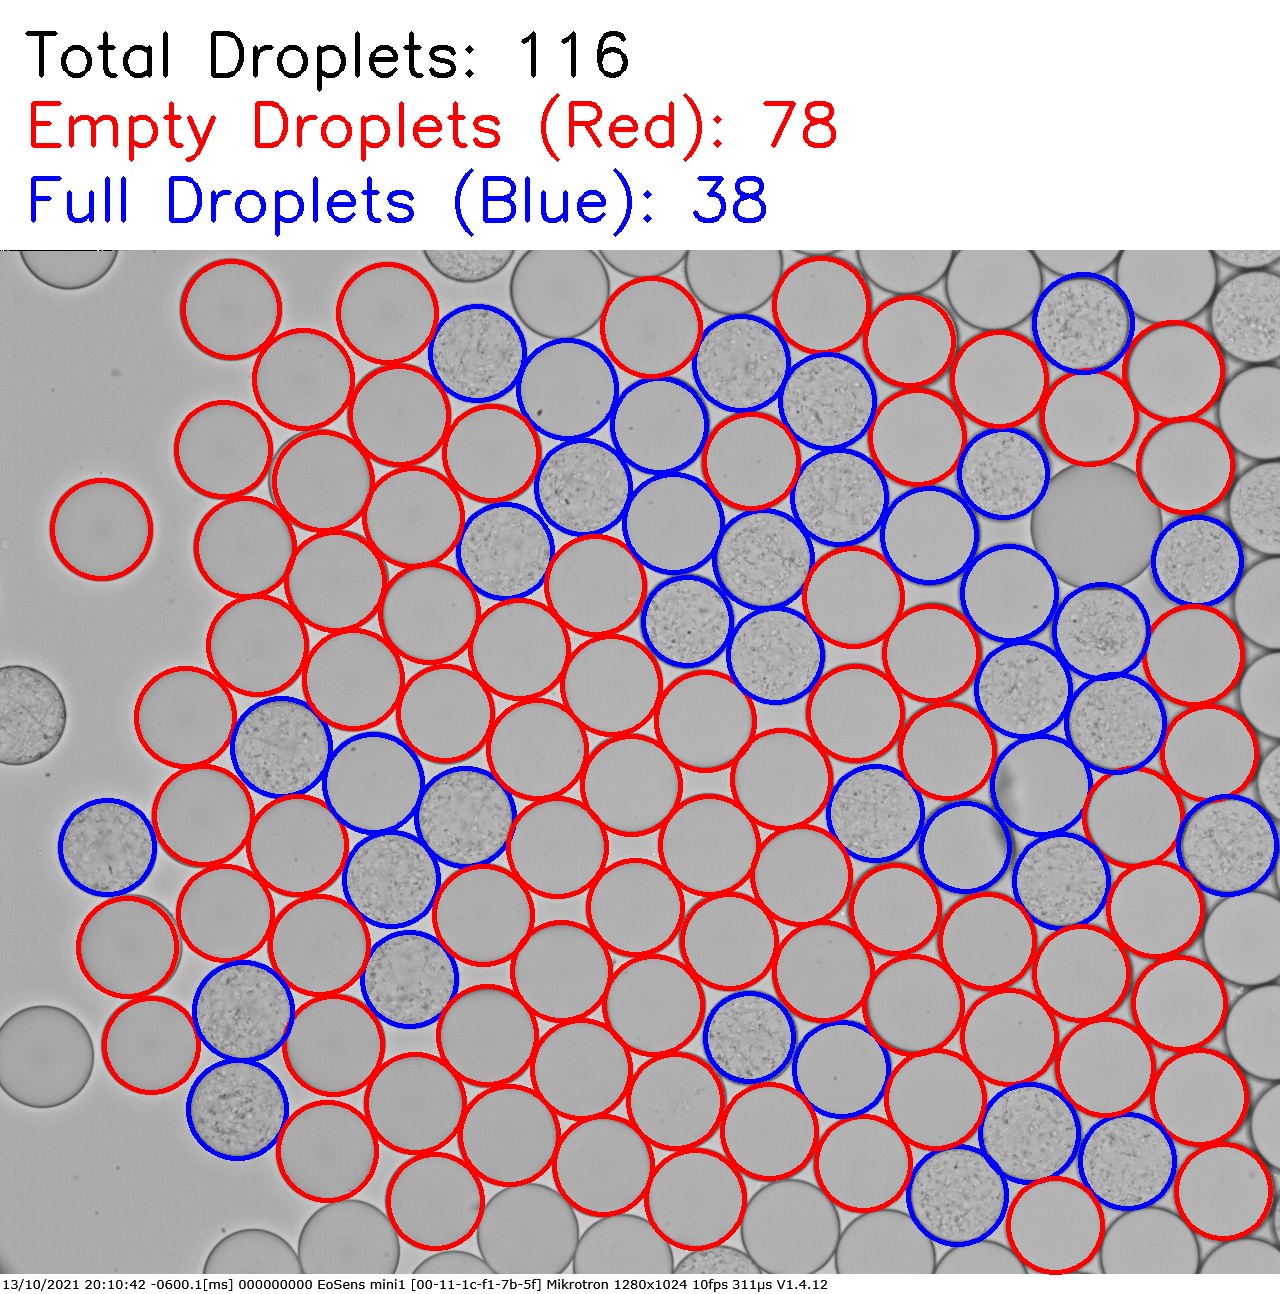 Total Droplets: 116
Empty Droplets (Red): 78
Full Droplets (Blue): 38
13/10/2021 20:10:42 -0600.1[ms] 000000000 EoSens mini1 [00-11-1c-f1-7b-5f] Mikrotron 1280x1024 10fps 311µs V1.4.12